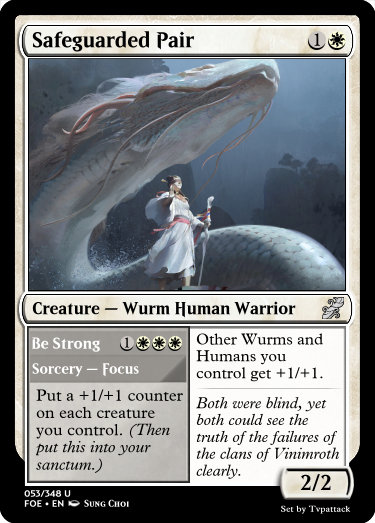 Safeguarded Pair 1
Creature — Wurm Human Warrior
Be Strong 1
Sorcery — Focus
Put a +1/+1 counter
on each creature
you control. (Then
put this into your
sanctum.)
Other Wurms and
Humans you
control get +1/+1.
Both were blind, yet
both could see the
truth of the failures of
the clans of Vinimroth
clearly.
2/2
053/348 U
FOE • EN SUNG CHOI
Set by Tvpattack